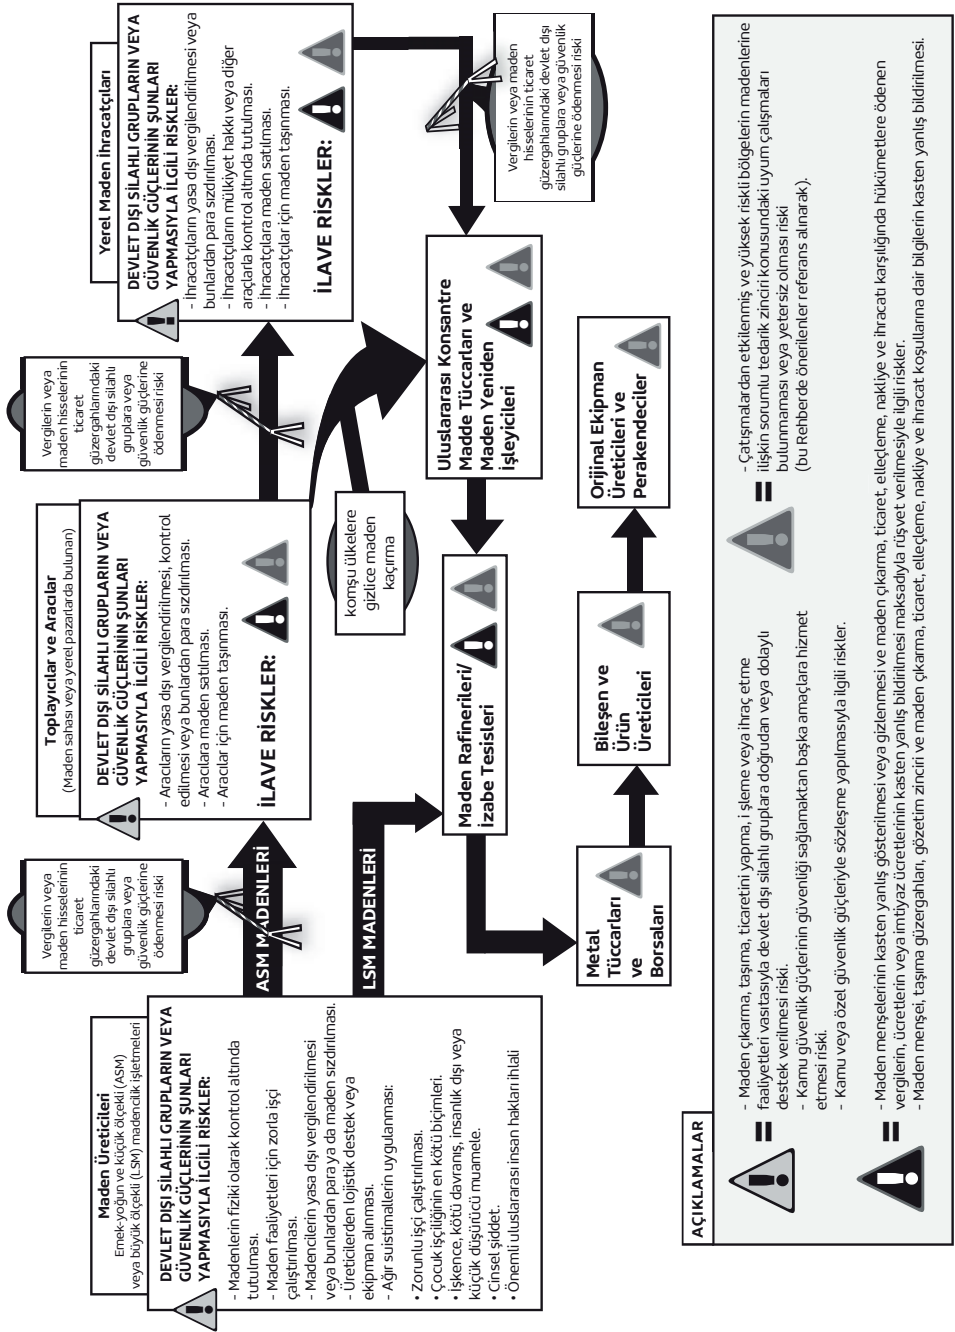 Maden Üreticileri
Emek-yoğun ve küçük ölçekli (ASM)
veya büyük ölçekli (LSM) madencilik işletmeleri
DEVLET DIŞI SİLAHLI GRUPLARIN VEYA
GÜVENLİK GÜÇLERİNİN ŞUNLARI
YAPMASIYLA İLGİLİ RİSKLER:
- Madenlerin fiziki olarak kontrol altında
tutulması.
- Maden faaliyetleri için zorla işçi
çalıştırılması.
- Madencilerin yasa dışı vergilendirilmesi
veya bunlardan para ya da maden sızdırılması.
- Üreticilerden lojistik destek veya
ekipman alınması.
- Ağır suistimallerin uygulanması:
• Zorunlu işçi çalıştırılması.
• Çocuk işçiliğinin en kötü biçimleri.
• İşkence, kötü davranış, insanlık dışı veya
küçük düşürücü muamele.
• Cinsel şiddet.
• Önemli uluslararası insan hakları ihlali
Vergilerin veya
maden hisselerinin
ticaret
güzergahlarındaki
devlet dışı silahlı
gruplara veya
güvenlik güçlerine
ödenmesi riski
ASM MADENLERİ
LSM MADENLERİ
Toplayıcılar ve Aracılar
(Maden sahası veya yerel pazarlarda bulunan)
DEVLET DIŞI SİLAHLI GRUPLARIN VEYA
GÜVENLİK GÜÇLERİNİN ŞUNLARI
YAPMASIYLA İLGİLİ RİSKLER:
- Aracıların yasa dışı vergilendirilmesi, kontrol
edilmesi veya bunlardan para sızdırılması.
- Aracılara maden satılması.
- Aracılar için maden taşınması.
İLAVE RİSKLER:
Vergilerin veya
maden hisselerinin
ticaret
güzergahlarındaki
devlet dışı silahlı
gruplara veya
güvenlik güçlerine
ödenmesi riski
komşu ülkelere
gizlice maden
kaçırma
Yerel Maden İhracatçıları
DEVLET DIŞI SİLAHLI GRUPLARIN VEYA
GÜVENLİK GÜÇLERİNİN ŞUNLARI
YAPMASIYLA İLGİLİ RİSKLER:
- İhracatçıların yasa dışı vergilendirilmesi veya
bunlardan para sızdırılması.
- İhracatçıların mülkiyet hakkı veya diğer
araçlarla kontrol altında tutulması.
- İhracatçılara maden satılması.
- İhracatçılar için maden taşınması.
İLAVE RİSKLER:
Vergilerin veya maden
hisselerinin ticaret
güzergahlarındaki devlet dışı
silahlı gruplara veya güvenlik
güçlerine ödenmesi riski
Uluslararası Konsantre
Madde Tüccarları ve
Maden Yeniden
İşleyicileri
Maden Rafinerileri/
İzabe Tesisleri
Metal
Tüccarları
ve
Borsaları
Bileşen ve
Ürün
Üreticileri
Orijinal Ekipman
Üreticileri ve
Perakendeciler
AÇIKLAMALAR
= - Maden çıkarma, taşıma, ticaretini yapma, i şleme veya ihraç etme
faaliyetleri vasıtasıyla devlet dışı silahlı gruplara doğrudan veya dolaylı
destek verilmesi riski.
- Kamu güvenlik güçlerinin güvenliği sağlamaktan başka amaçlara hizmet
etmesi riski.
- Kamu veya özel güvenlik güçleriyle sözleşme yapılmasıyla ilgili riskler.
= - Çatışmalardan etkilenmiş ve yüksek riskli bölgelerin madenlerine
ilişkin sorumlu tedarik zinciri konusundaki uyum çalışmaları
bulunmaması veya yetersiz olması riski
(bu Rehberde önerilenler referans alınarak).
= - Maden menşelerinin kasten yanlış gösterilmesi veya gizlenmesi ve maden çıkarma, ticaret, elleçleme, nakliye ve ihracatı karşılığında hükümetlere ödenen
vergilerin, ücretlerin veya imtiyaz ücretlerinin kasten yanlış bildirilmesi maksadıyla rüşvet verilmesiyle ilgili riskler.
- Maden menşei, taşıma güzergahları, gözetim zinciri ve maden çıkarma, ticaret, elleçleme, nakliye ve ihracat koşullarına dair bilgilerin kasten yanlış bildirilmesi.